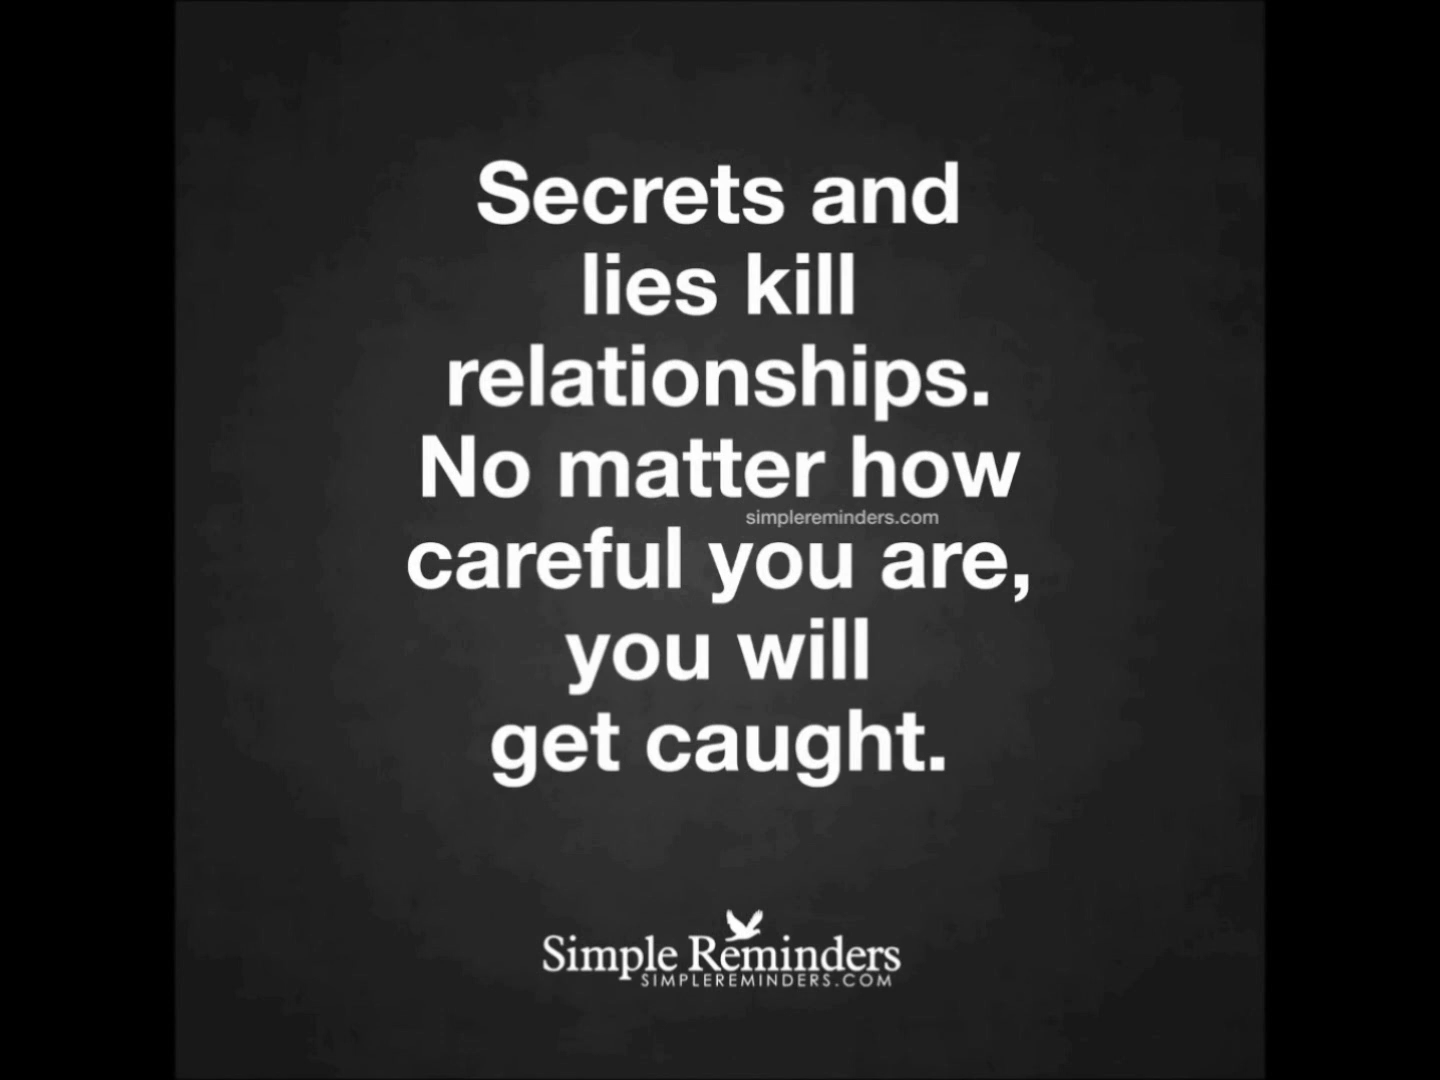 Secrets and
lies kill
relationships.
No matter how
simplereminders.com
careful you are,
you will
get caught.
Simple Reminders
SIMPLEREMINDERS.COM